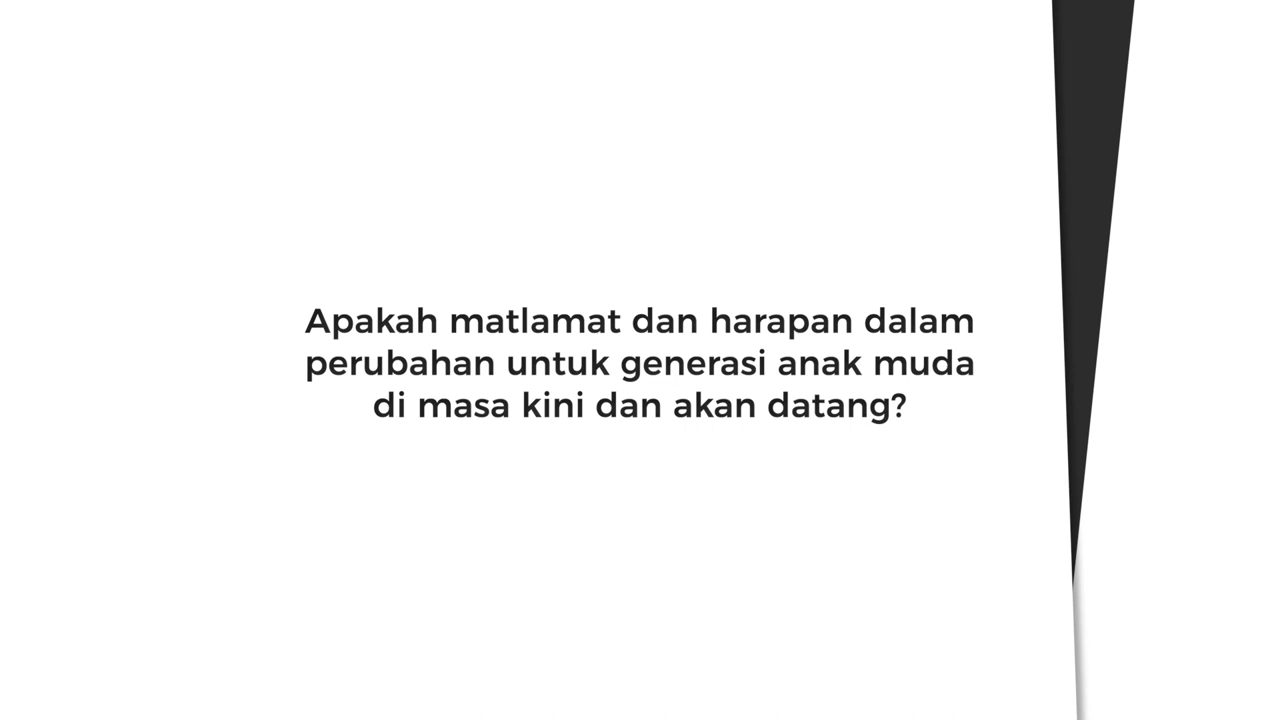 Apakah matlamat dan harapan dalam
perubahan untuk generasi anak muda
di masa kini dan akan datang?